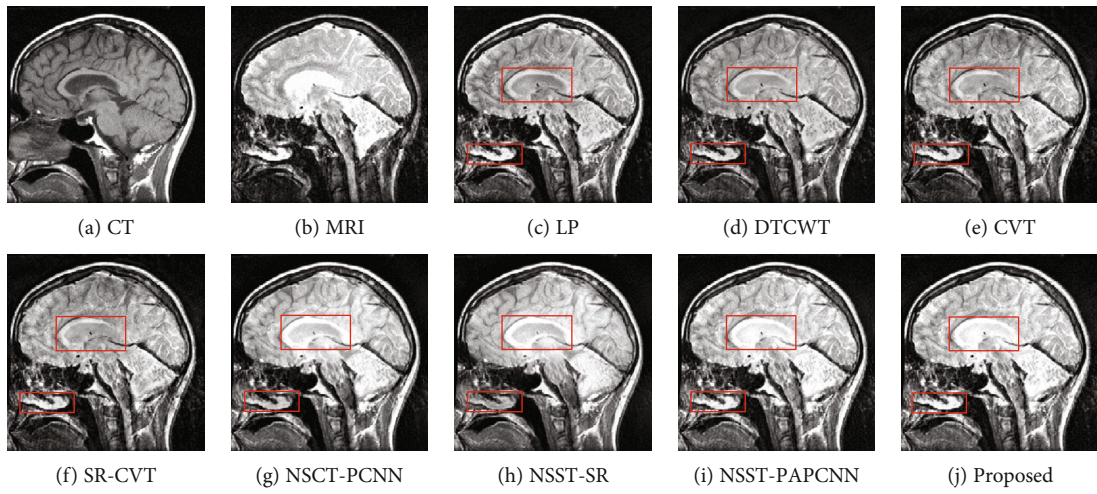 (a) CT
(b) MRI
(c) LP
(d) DTCWT
(e) CVT
(f) SR-CVT
(g) NSCT-PCNN
(h) NSST-SR
(i) NSST-PAPCNN
(j) Proposed